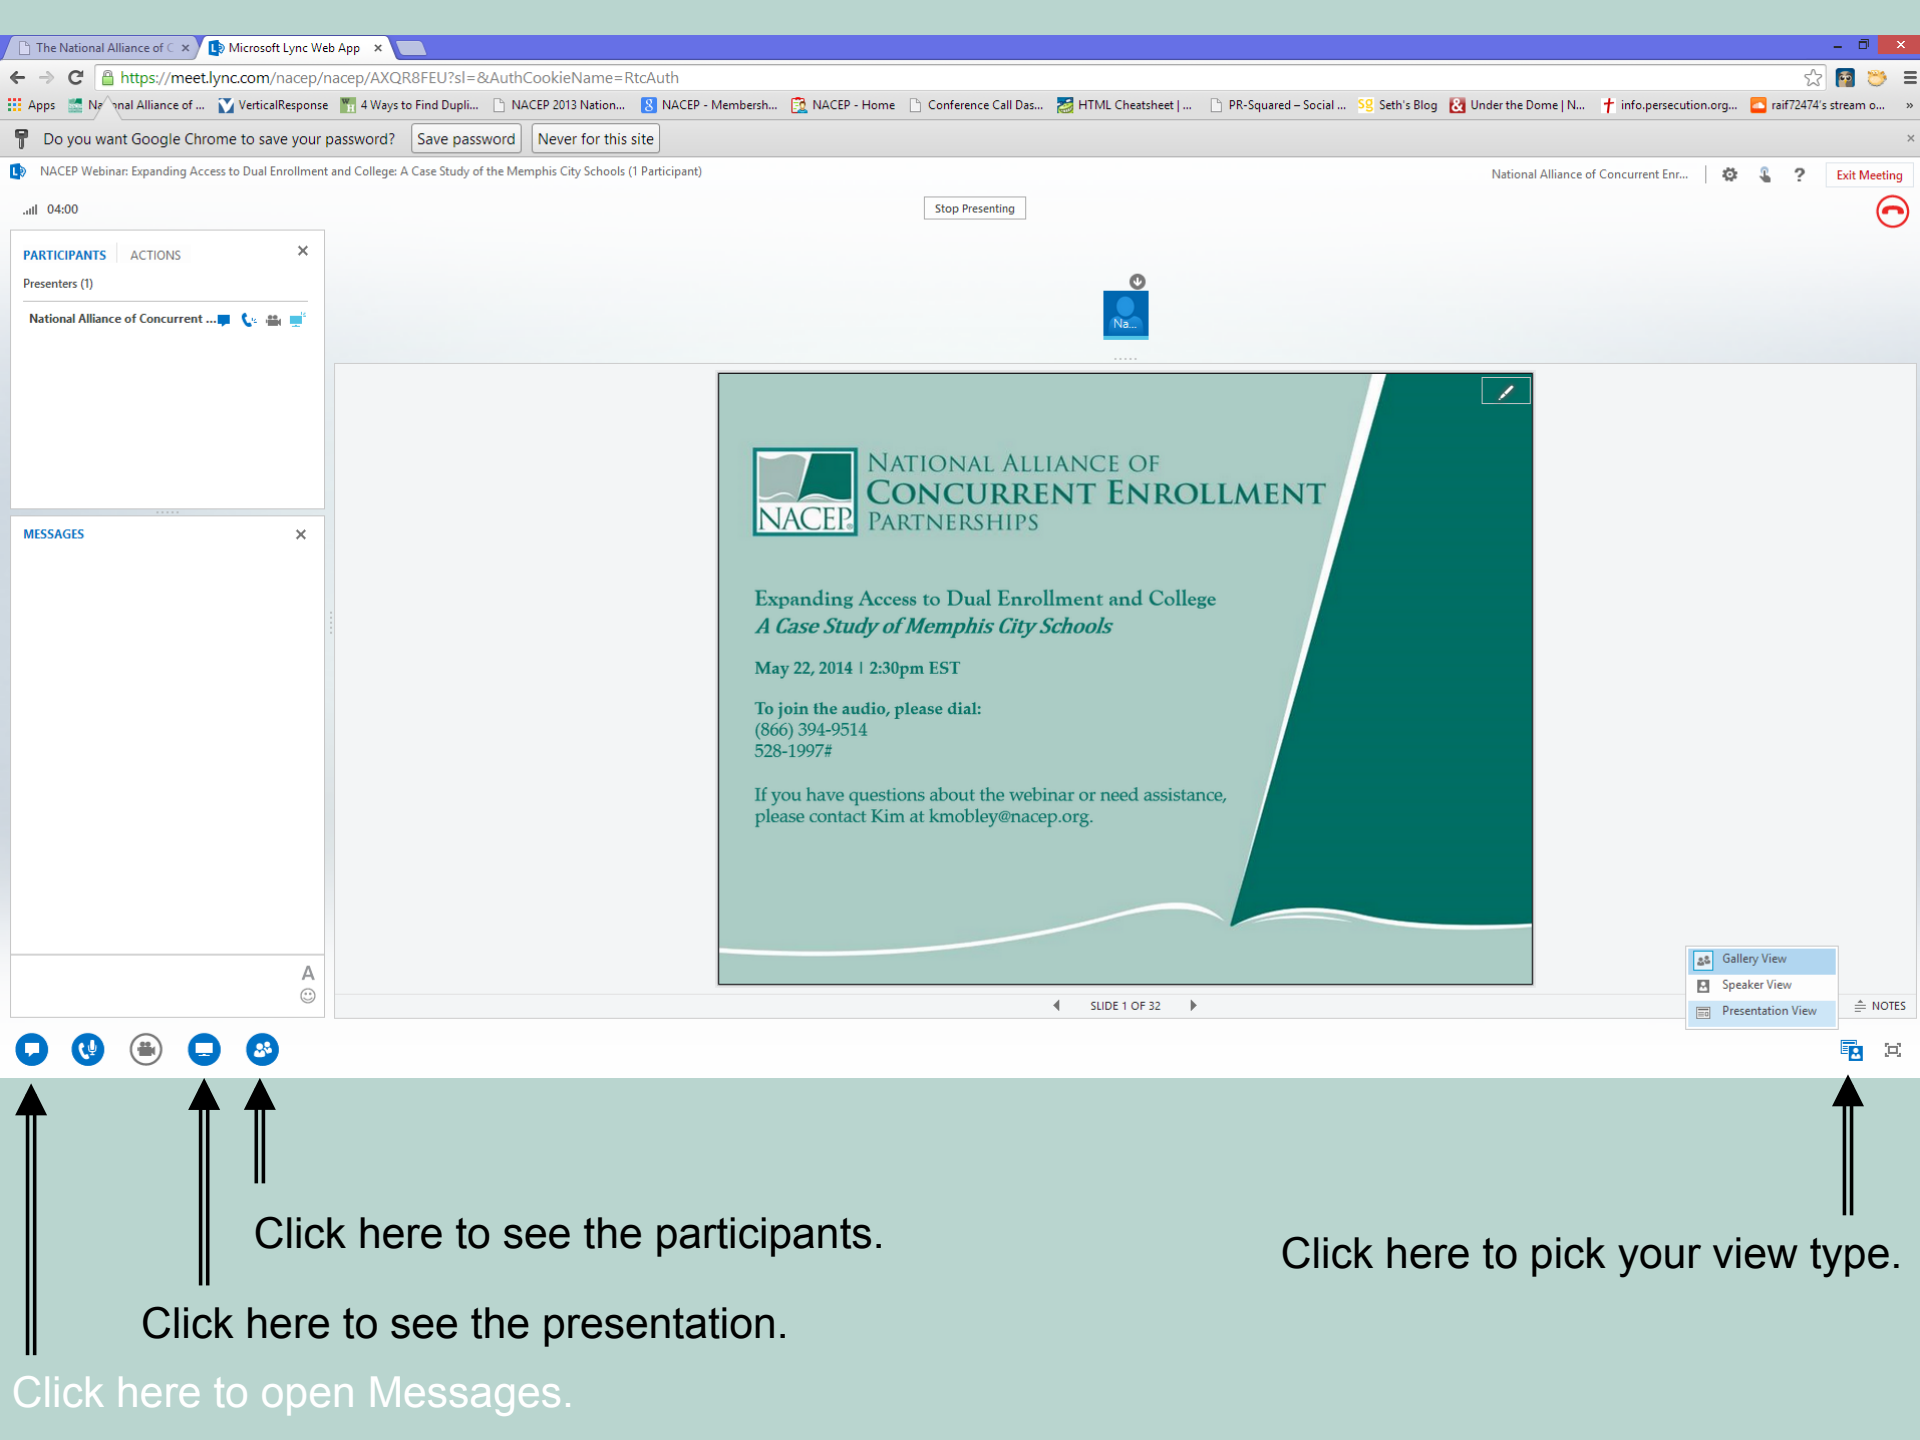 The National Alliance of C
Microsoft Lync Web App
https://meet.lync.com/nacep/nacep/AXQR8FEU?sl=&AuthCookieName=RtcAuth
Apps
VerticalResponse
4 Ways to Find Dupli...
NACEP 2013 Nation...
NACEP - Membersh...
NACEP - Home
Conference Call Das...
HTML Cheatsheet | ...
PR-Squared – Social ...
Seth's Blog
Under the Dome | N...
info.persecution.org...
raif72474's stream o...
»
Do you want Google Chrome to save your password?
Save password
Never for this site
NACEP Webinar: Expanding Access to Dual Enrollment and College: A Case Study of the Memphis City Schools (1 Participant)
National Alliance of Concurrent Enr...
?
Exit Meeting
04:00
Stop Presenting
PARTICIPANTS
ACTIONS
Presenters (1)
National Alliance of Concurrent ...
Na...
MESSAGES
A
NACEP
NATIONAL ALLIANCE OF
CONCURRENT ENROLLMENT
PARTNERSHIPS
Expanding Access to Dual Enrollment and College
A Case Study of Memphis City Schools
May 22, 2014 | 2:30pm EST
To join the audio, please dial:
(866) 394-9514
528-1997#
If you have questions about the webinar or need assistance,
please contact Kim at kmobley@nacep.org.
Gallery View
Speaker View
Presentation View
SLIDE 1 OF 32
NOTES
Click here to see the participants.
Click here to pick your view type.
Click here to see the presentation.
Click here to open Messages.